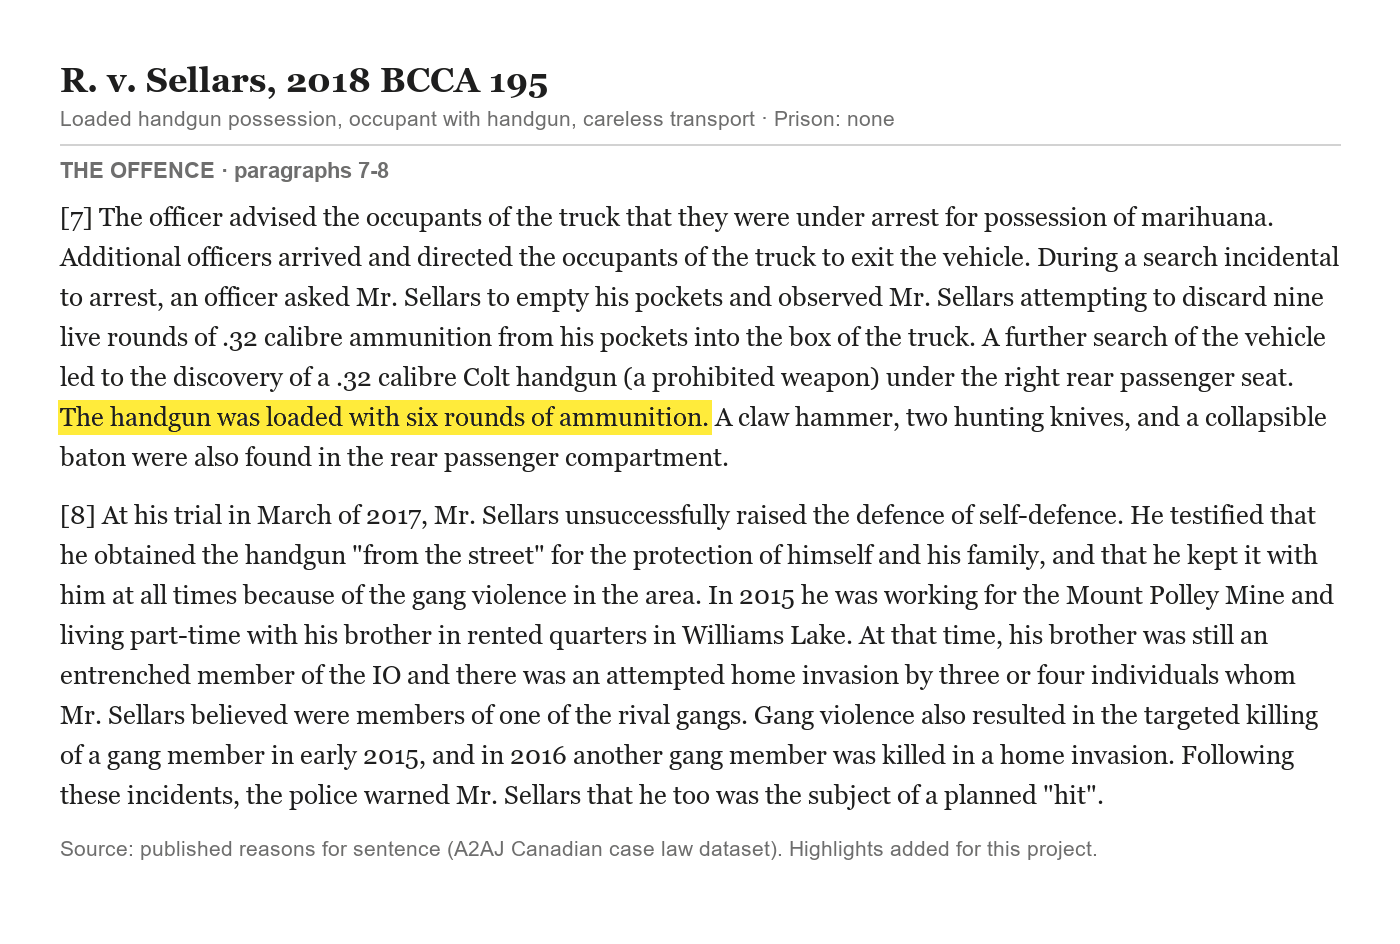 R. v. Sellars, 2018 BCCA 195
Loaded handgun possession, occupant with handgun, careless transport · Prison: none
THE OFFENCE · paragraphs 7-8
[7] The officer advised the occupants of the truck that they were under arrest for possession of marihuana.
Additional officers arrived and directed the occupants of the truck to exit the vehicle. During a search incidental
to arrest, an officer asked Mr. Sellars to empty his pockets and observed Mr. Sellars attempting to discard nine
live rounds of .32 calibre ammunition from his pockets into the box of the truck. A further search of the vehicle
led to the discovery of a .32 calibre Colt handgun (a prohibited weapon) under the right rear passenger seat.
The handgun was loaded with six rounds of ammunition. A claw hammer, two hunting knives, and a collapsible
baton were also found in the rear passenger compartment.
[8] At his trial in March of 2017, Mr. Sellars unsuccessfully raised the defence of self-defence. He testified that
he obtained the handgun "from the street" for the protection of himself and his family, and that he kept it with
him at all times because of the gang violence in the area. In 2015 he was working for the Mount Polley Mine and
living part-time with his brother in rented quarters in Williams Lake. At that time, his brother was still an
entrenched member of the IO and there was an attempted home invasion by three or four individuals whom
Mr. Sellars believed were members of one of the rival gangs. Gang violence also resulted in the targeted killing
of a gang member in early 2015, and in 2016 another gang member was killed in a home invasion. Following
these incidents, the police warned Mr. Sellars that he too was the subject of a planned "hit".
Source: published reasons for sentence (A2AJ Canadian case law dataset). Highlights added for this project.